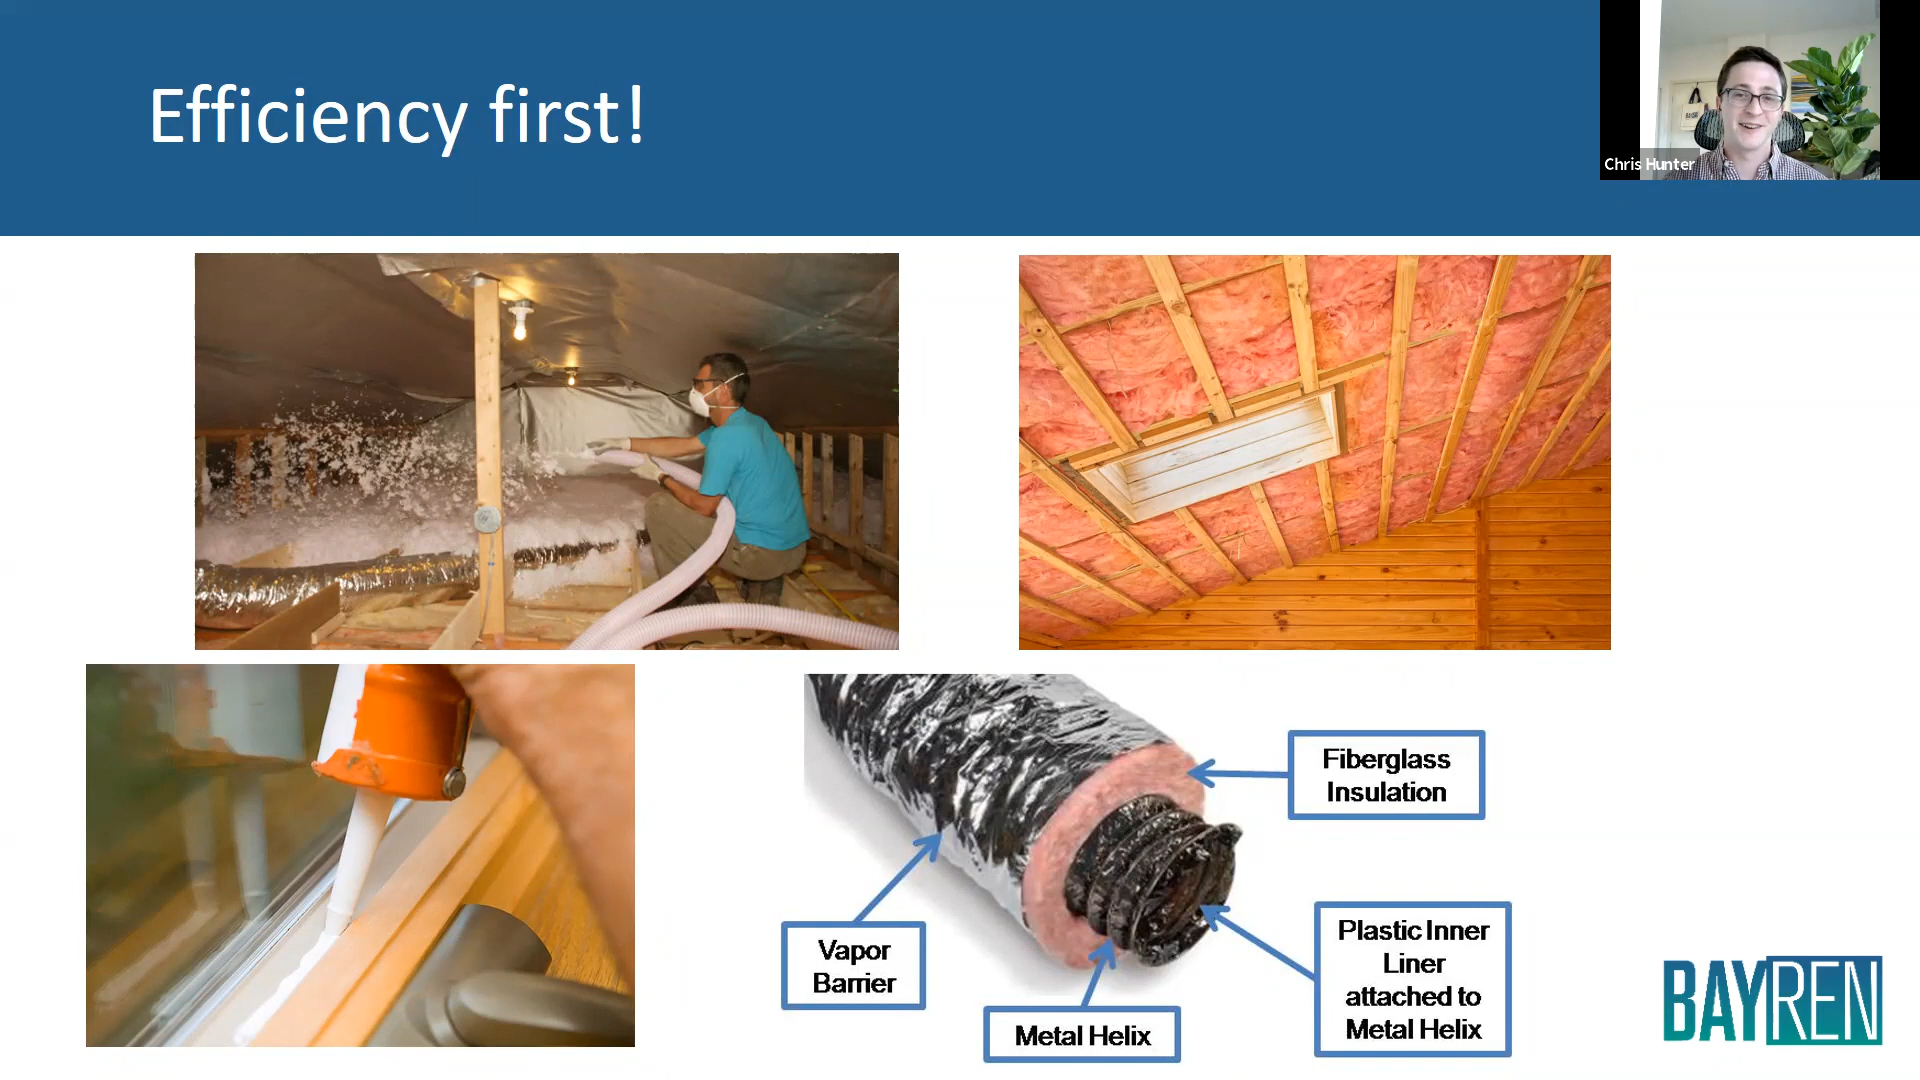 Efficiency first!
Chris Hunter
Fiberglass
Insulation
Vapor
Barrier
Plastic Inner
Liner
attached to
Metal Helix
Metal Helix
BAYREN